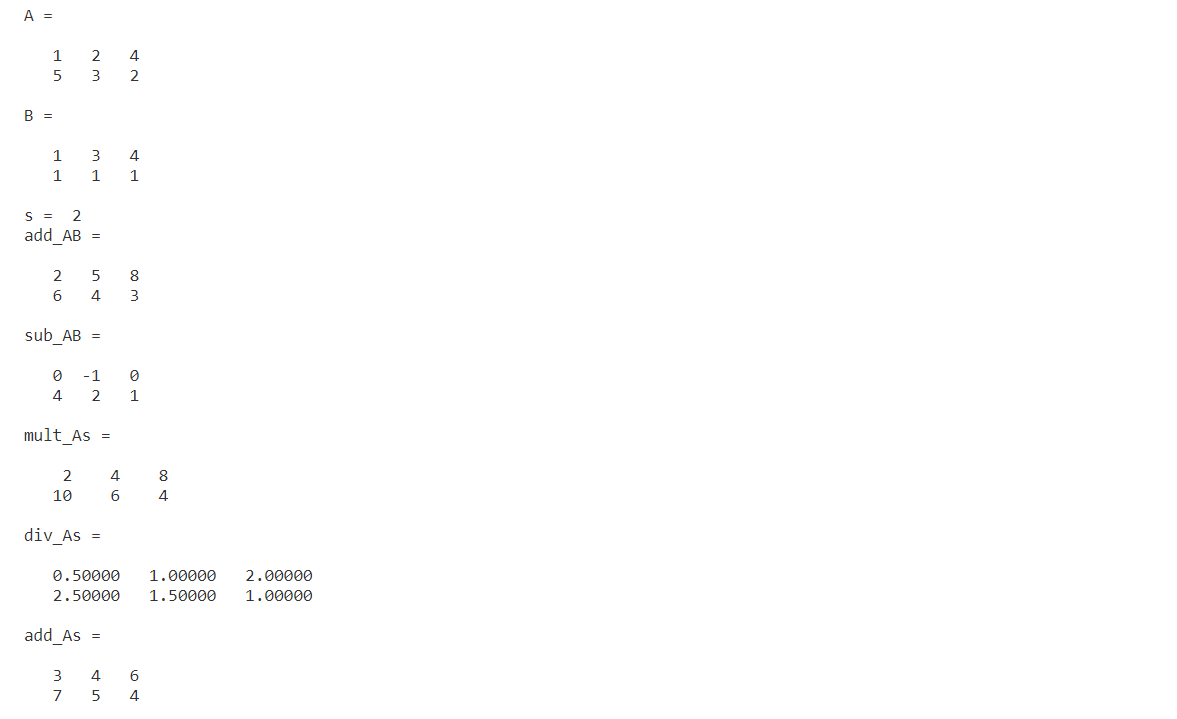 A =
1 2 4
5 3 2
B =
1 3 4
1 1 1
s = 2
add_AB =
2 5 8
6 4 3
sub_AB =
0 -1 0
4 2 1
mult_As =
2 4 8
10 6 4
div_As =
0.50000 1.00000 2.00000
2.50000 1.50000 1.00000
add_As =
3 4 6
7 5 4